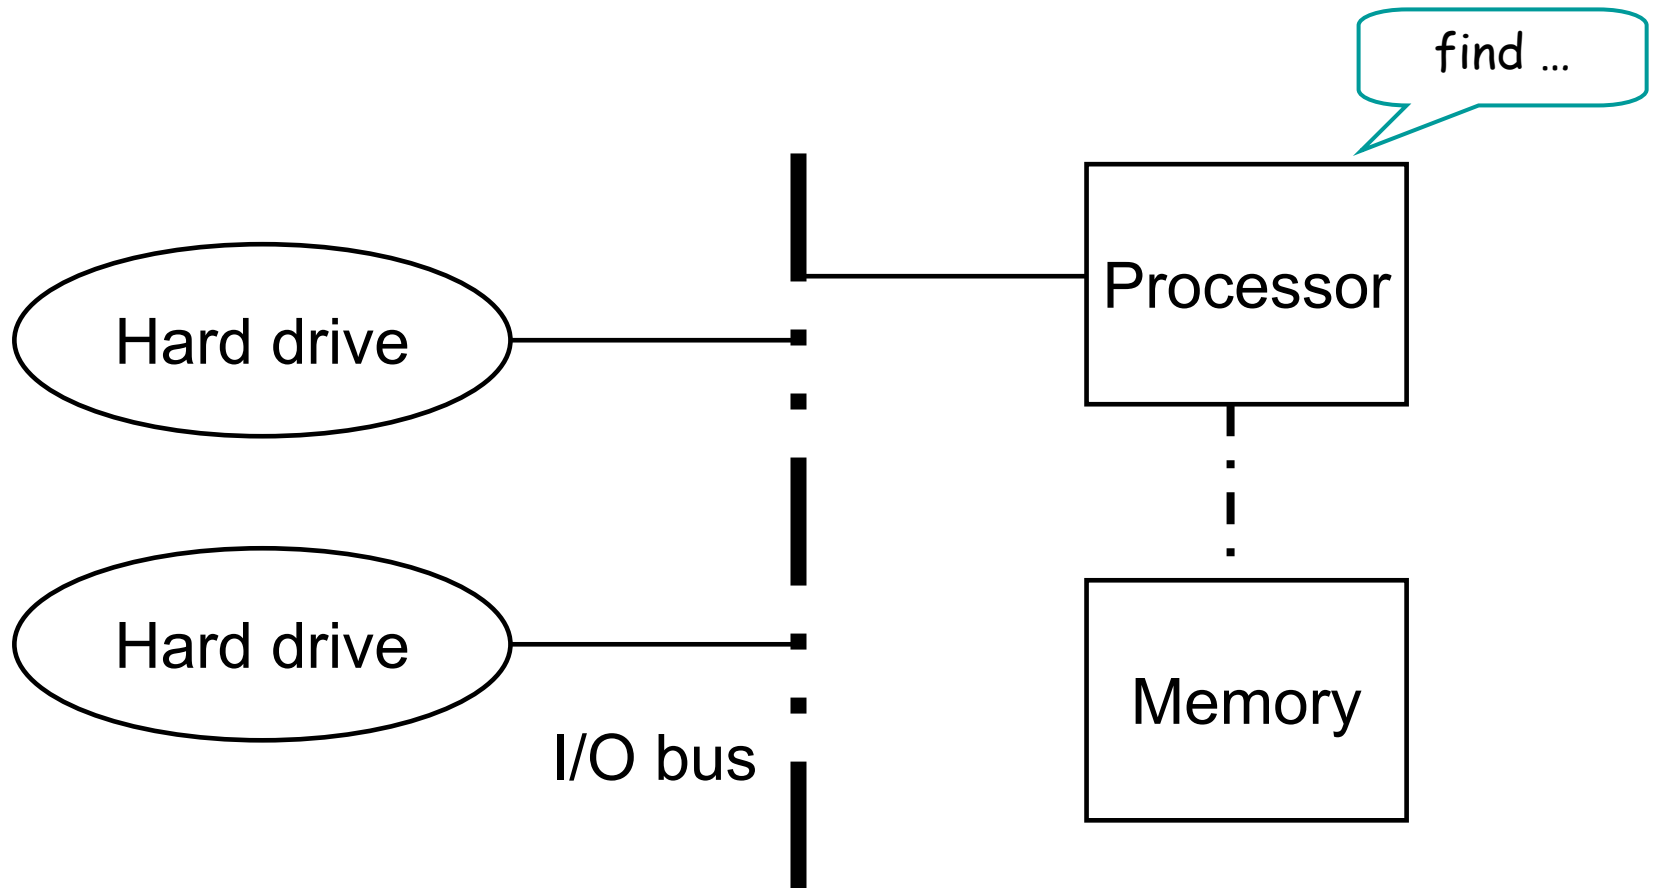 find ...
Processor
Hard drive
Hard drive
Memory
I/O bus